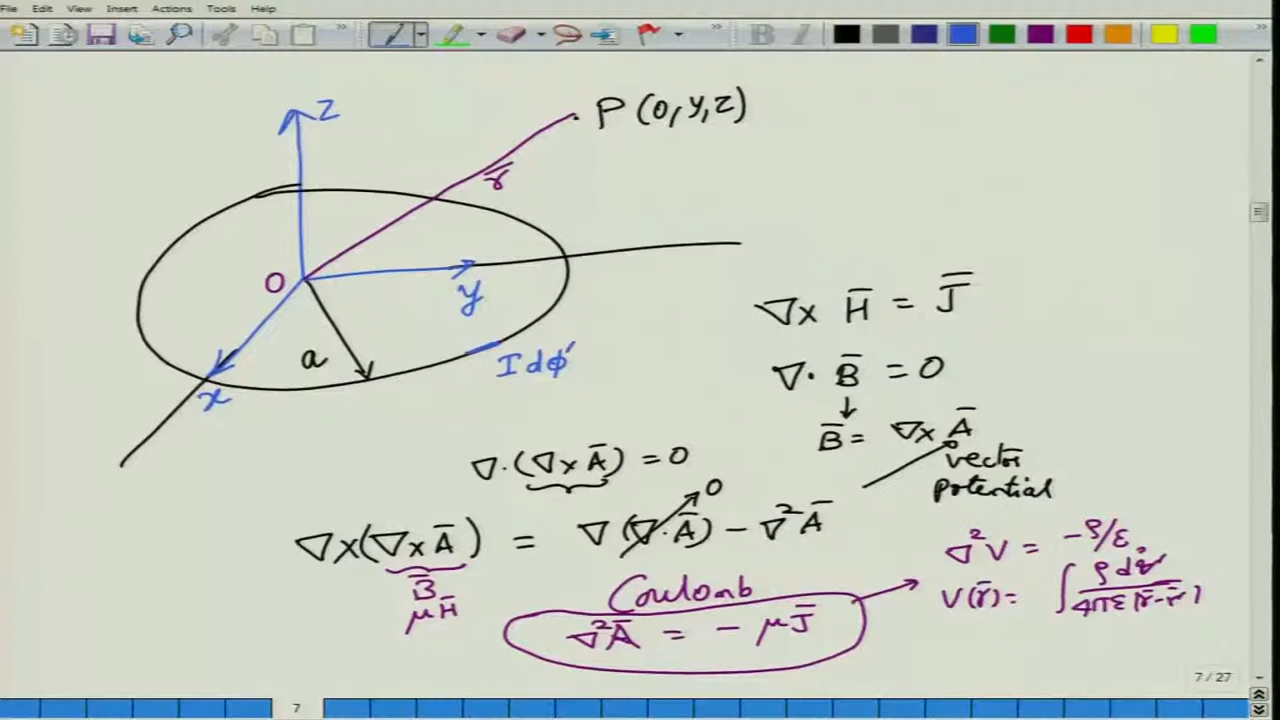 File Edit View Insert Actions Tools Help
B I
z
P (0, y, z)
r̄
O
y
a
I dϕ′
x
∇× H̄ = J̄
∇· B̄ = 0
↓
B̄ = ∇× Ā
vector
potential
∇·(∇× Ā) = 0
0
∇×(∇× Ā) = ∇(∇·Ā) − ∇²Ā
B̄
μH̄
Coulomb
∇²Ā = − μJ̄
∇²V = −ρ/ε
V(r̄) = ∫ ρ dv′ / 4πε |r̄−r̄′|
7 / 27
7